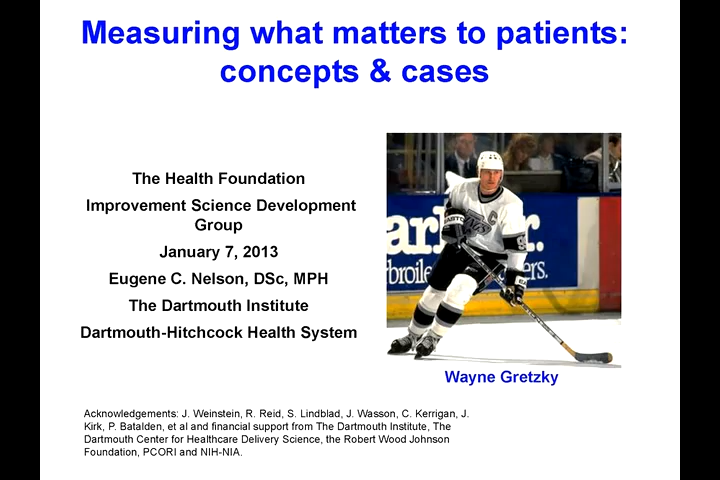 Measuring what matters to patients:
concepts & cases
The Health Foundation
Improvement Science Development
Group
January 7, 2013
Eugene C. Nelson, DSc, MPH
The Dartmouth Institute
Dartmouth-Hitchcock Health System
Wayne Gretzky
Acknowledgements: J. Weinstein, R. Reid, S. Lindblad, J. Wasson, C. Kerrigan, J.
Kirk, P. Batalden, et al and financial support from The Dartmouth Institute, The
Dartmouth Center for Healthcare Delivery Science, the Robert Wood Johnson
Foundation, PCORI and NIH-NIA.